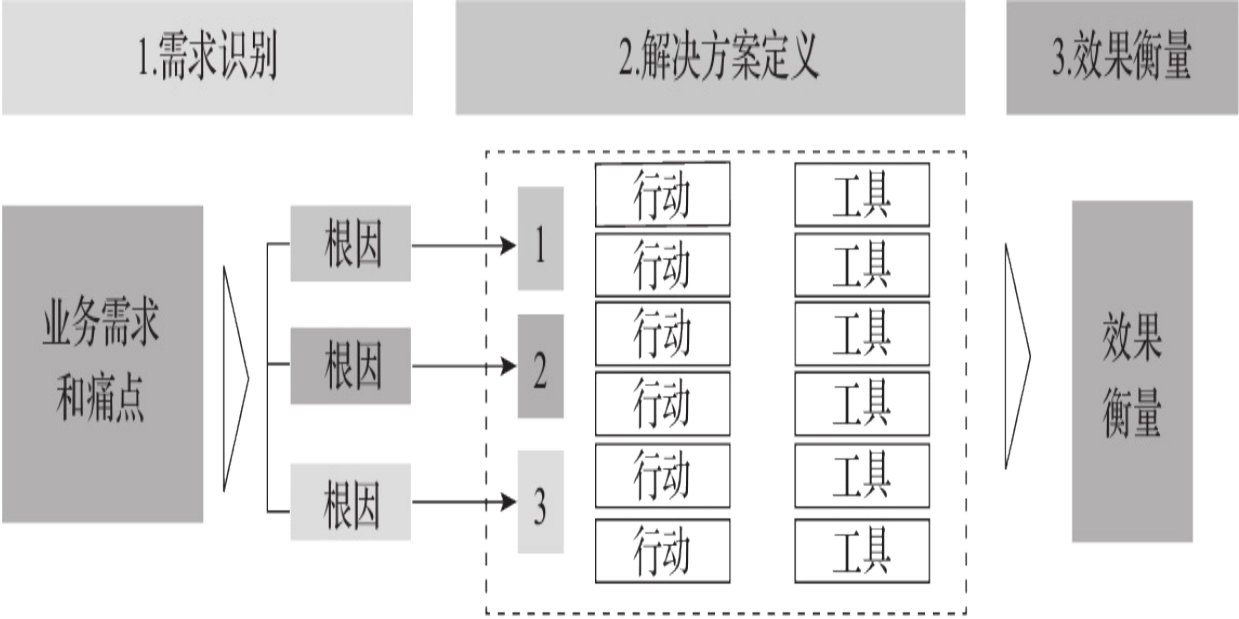 1.需求识别
2.解决方案定义
3.效果衡量
业务需求
和痛点
根因
根因
根因
1
2
3
行动
工具
行动
工具
行动
工具
行动
工具
行动
工具
行动
工具
效果
衡量